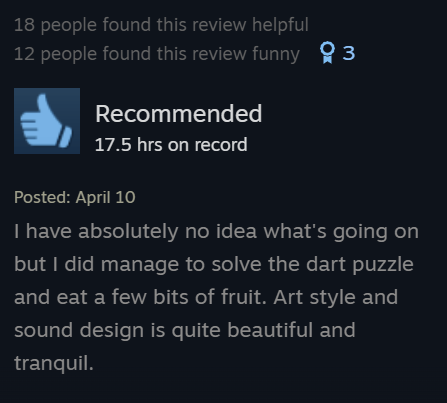 18 people found this review helpful
12 people found this review funny 3
Recommended
17.5 hrs on record
Posted: April 10
I have absolutely no idea what's going on
but I did manage to solve the dart puzzle
and eat a few bits of fruit. Art style and
sound design is quite beautiful and
tranquil.